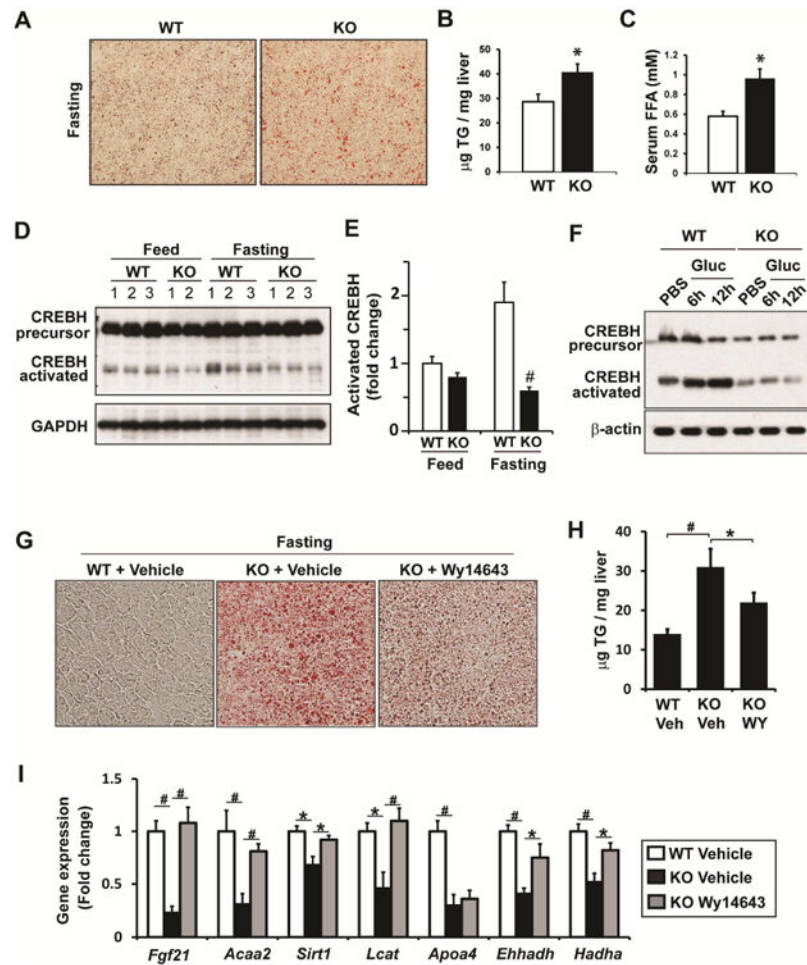 A
WT
KO
Fasting
B
µg TG / mg liver
50
40
30
20
10
0
*
WT KO
C
Serum FFA (mM)
1.2
1
0.8
0.6
0.4
0.2
0
*
WT KO
D
Feed Fasting
WT KO WT KO
1 2 3 1 2 1 2 3 1 2 3
CREBH
precursor
CREBH
activated
GAPDH
E
Activated CREBH
(fold change)
2
1
0
#
WT KO WT KO
Feed Fasting
F
WT KO
Gluc Gluc
PBS 6h 12h PBS 6h 12h
CREBH
precursor
CREBH
activated
β-actin
G
Fasting
WT + Vehicle KO + Vehicle KO + Wy14643
H
µg TG / mg liver
40
30
20
10
0
# *
WT KO KO
Veh Veh WY
I
Gene expression
(Fold change)
1.5
1
0.5
0
# # # # * * * # # # * # *
Fgf21 Acaa2 Sirt1 Lcat Apoa4 Ehhadh Hadha
WT Vehicle
KO Vehicle
KO Wy14643